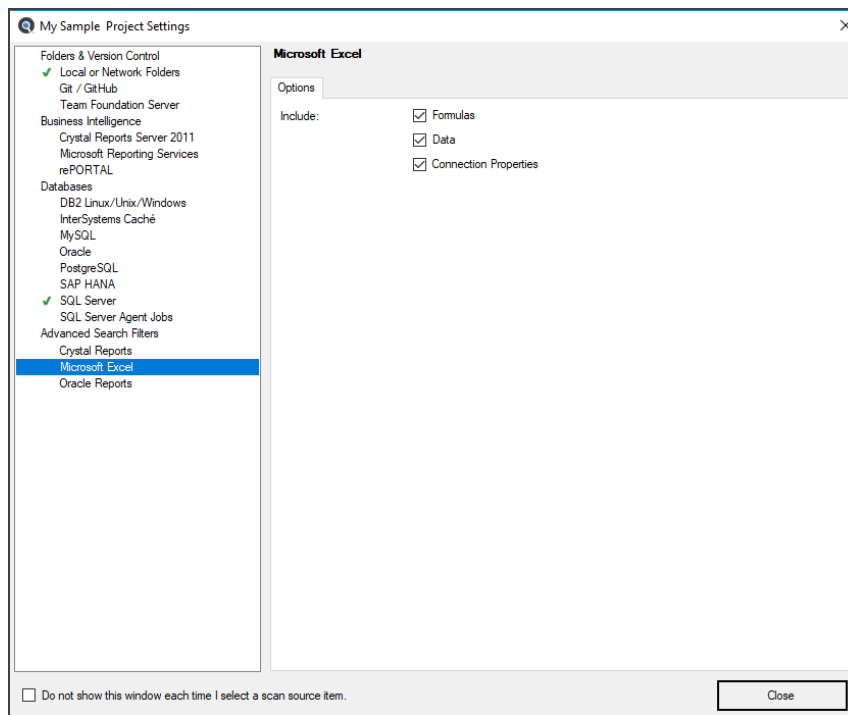 My Sample Project Settings
Folders & Version Control
Local or Network Folders
Git / GitHub
Team Foundation Server
Business Intelligence
Crystal Reports Server 2011
Microsoft Reporting Services
rePORTAL
Databases
DB2 Linux/Unix/Windows
InterSystems Caché
MySQL
Oracle
PostgreSQL
SAP HANA
SQL Server
SQL Server Agent Jobs
Advanced Search Filters
Crystal Reports
Microsoft Excel
Oracle Reports
Microsoft Excel
Options
Include:
Formulas
Data
Connection Properties
Do not show this window each time I select a scan source item.
Close